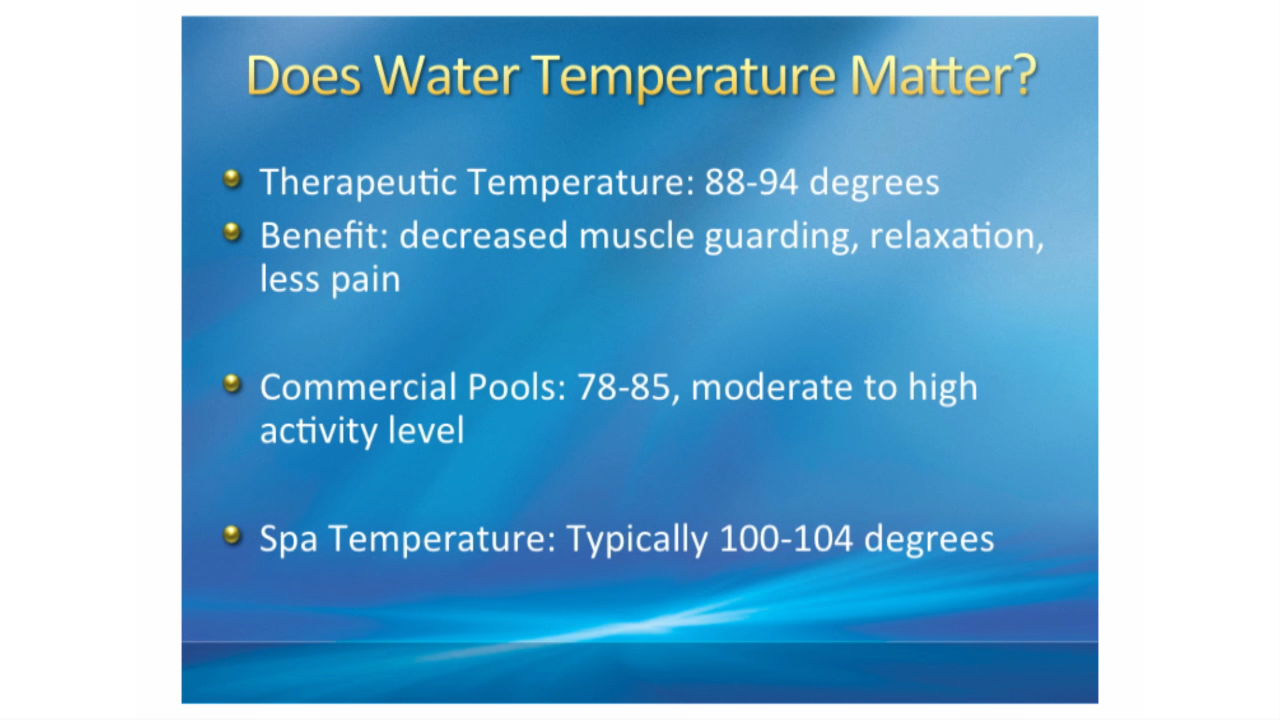 Does Water Temperature Matter?
Therapeutic Temperature: 88-94 degrees
Benefit: decreased muscle guarding, relaxation,
less pain
Commercial Pools: 78-85, moderate to high
activity level
Spa Temperature: Typically 100-104 degrees